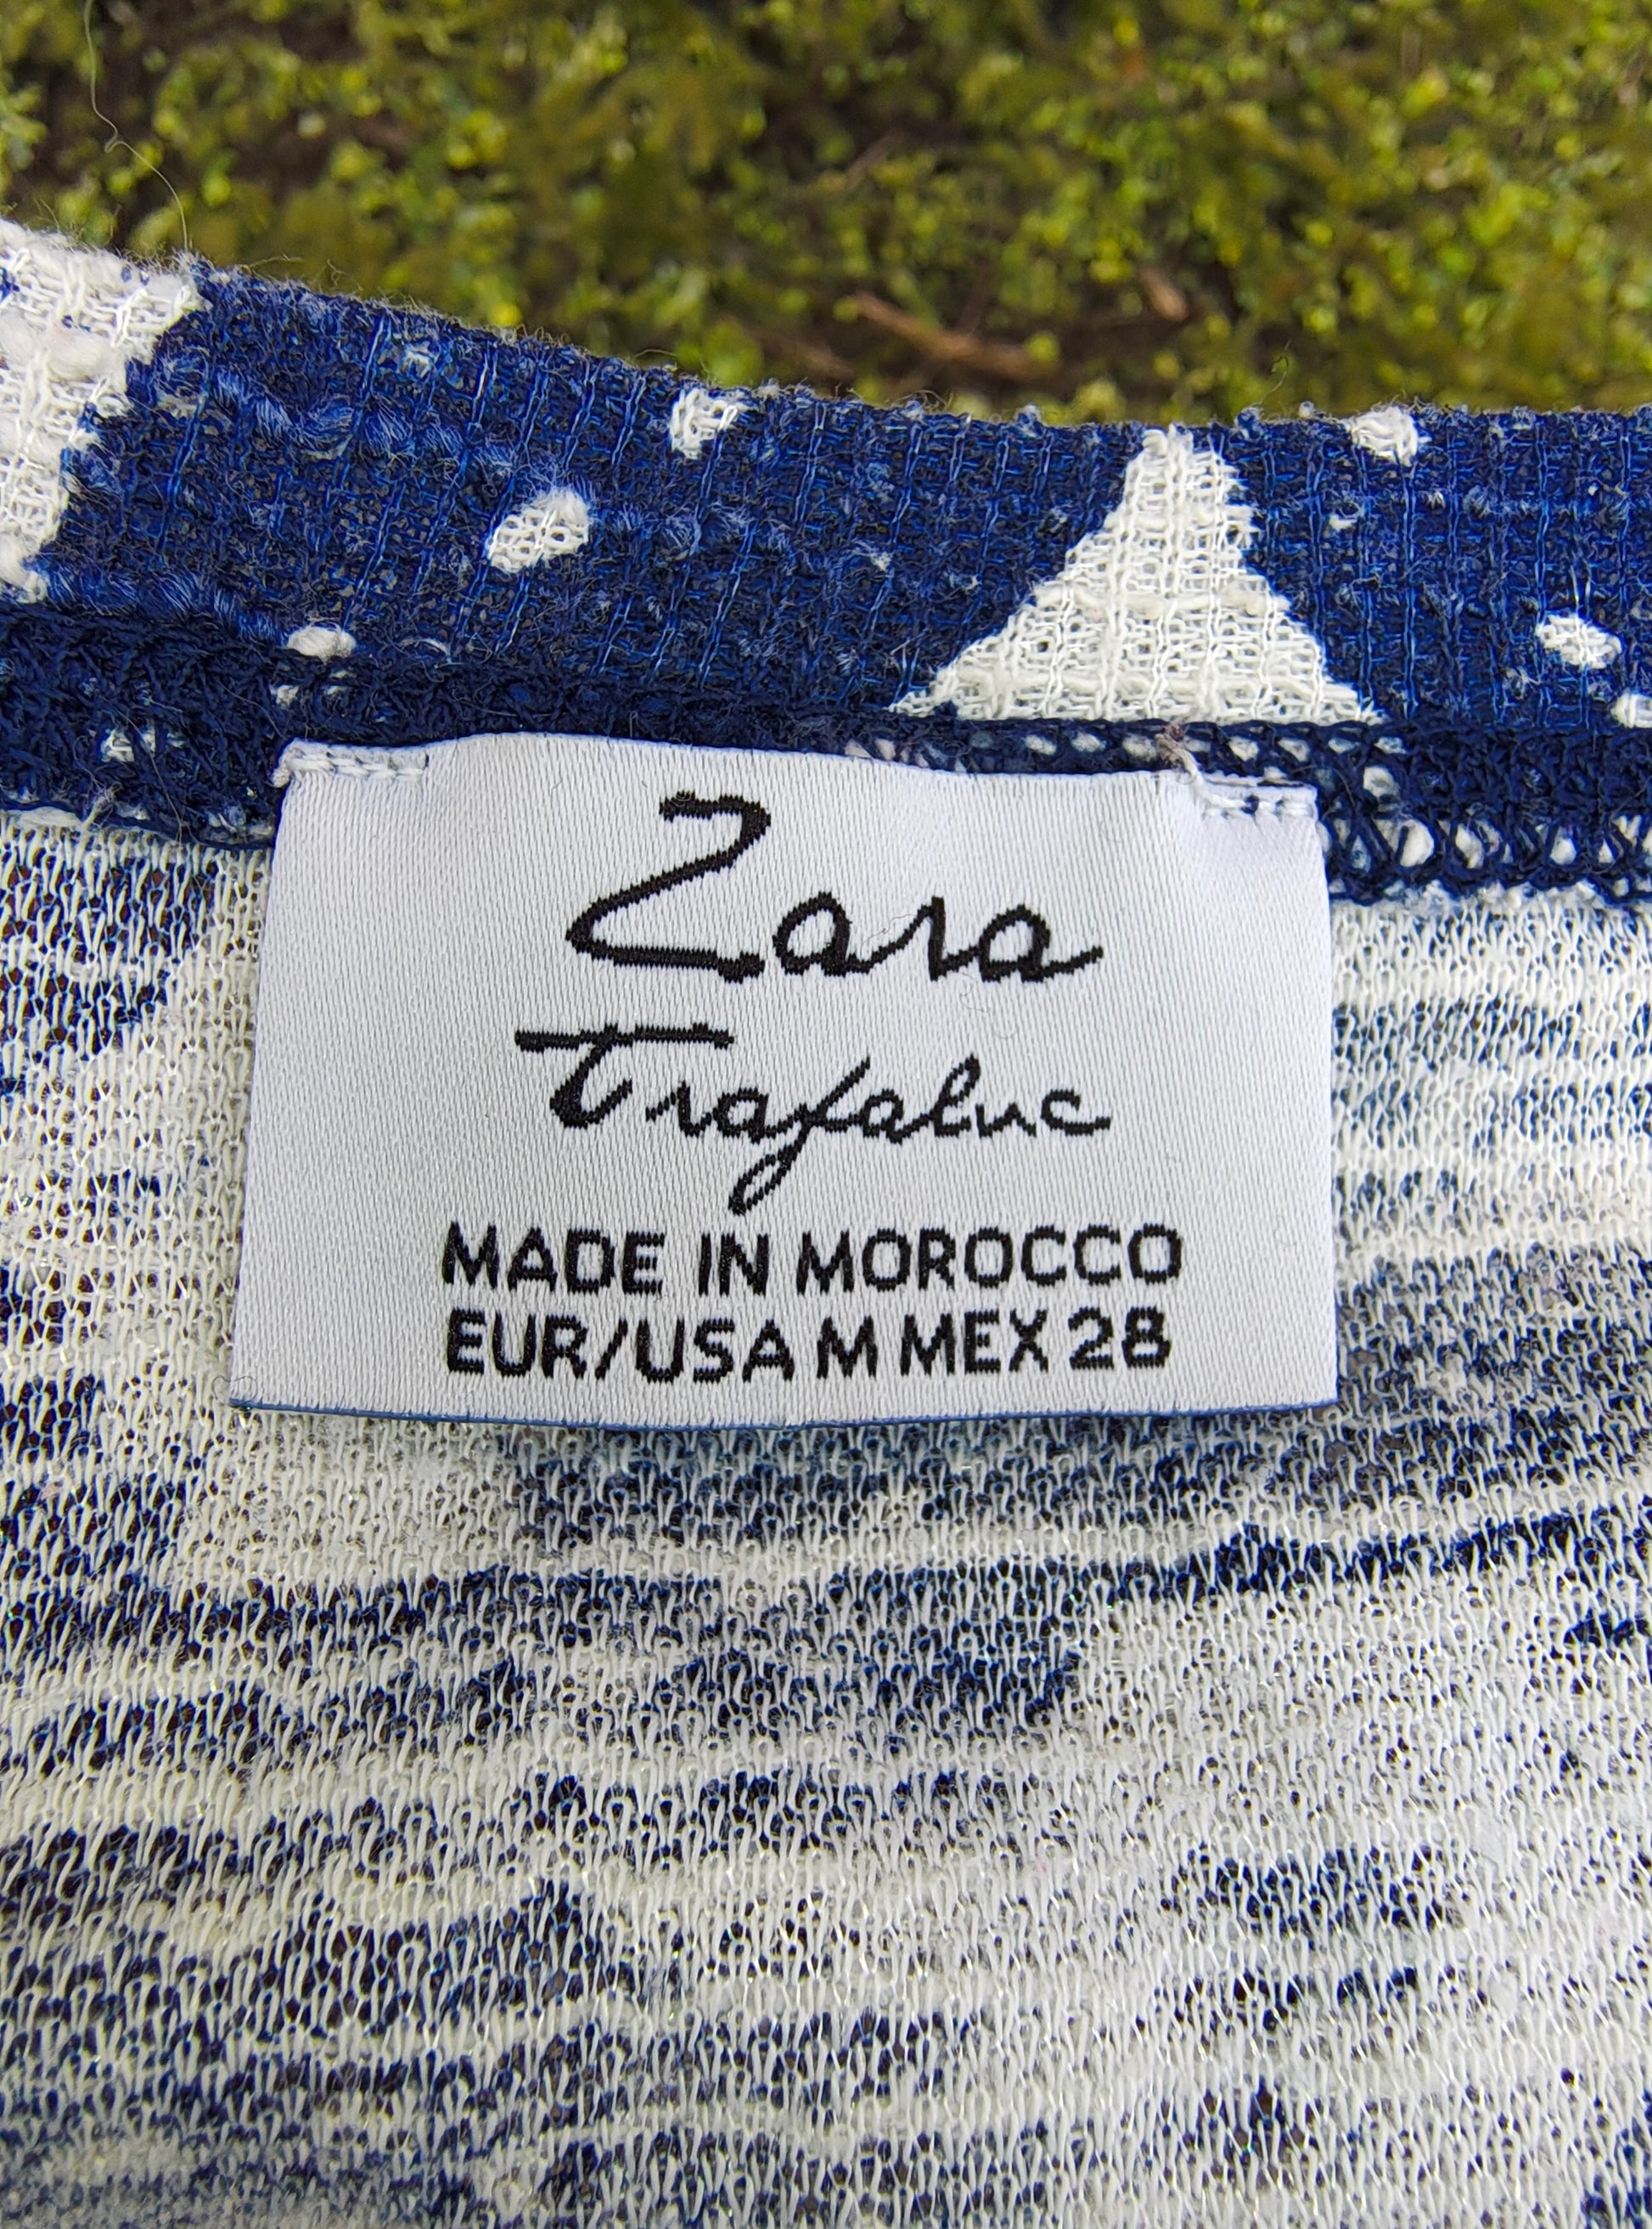 Zara
Trafaluc
MADE IN MOROCCO
EUR/USA M MEX 28